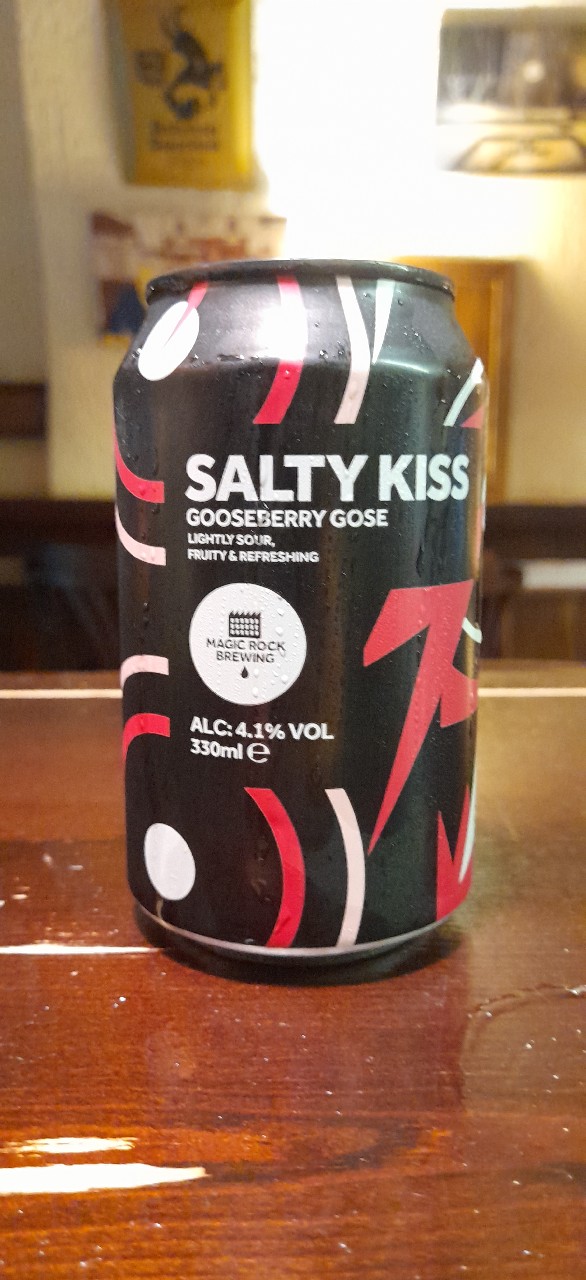 SALTY KISS
GOOSEBERRY GOSE
LIGHTLY SOUR,
FRUITY & REFRESHING
MAGIC ROCK
BREWING
ALC: 4.1% VOL
330ml ℮